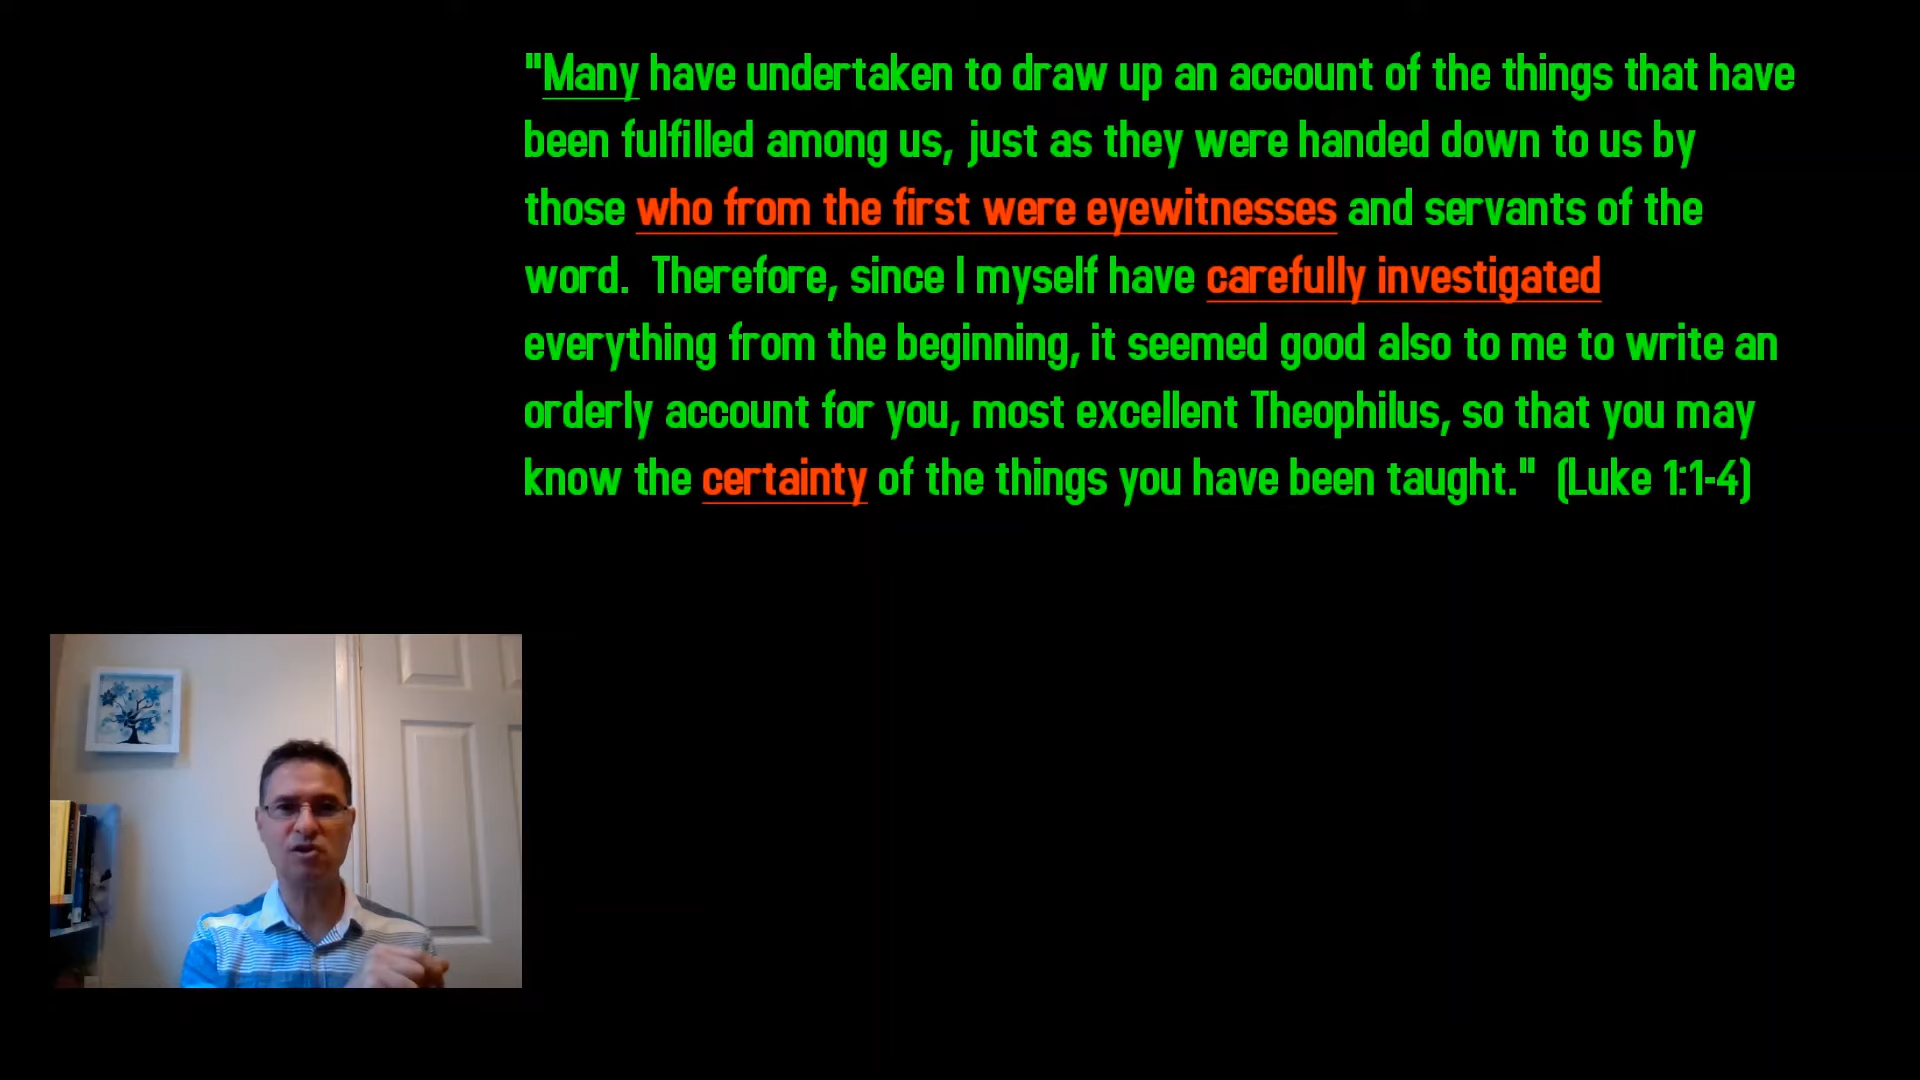 "Many have undertaken to draw up an account of the things that have
been fulfilled among us, just as they were handed down to us by
those who from the first were eyewitnesses and servants of the
word.  Therefore, since I myself have carefully investigated
everything from the beginning, it seemed good also to me to write an
orderly account for you, most excellent Theophilus, so that you may
know the certainty of the things you have been taught."  (Luke 1:1-4)